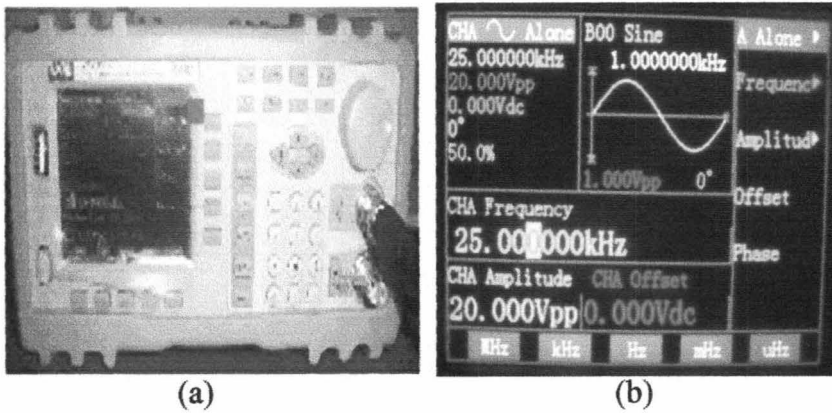 CHA Alone
25.000000kHz
20.000Vpp
0.000Vdc
0°
50.0%
B00 Sine
1.0000000kHz
1.000Vpp 0°
A Alone
Frequenc
Amplitud
Offset
Phase
CHA Frequency
25.00 000kHz
CHA Amplitude CHA Offset
20.000Vpp 0.000Vdc
MHz kHz Hz mHz uHz
(a) (b)